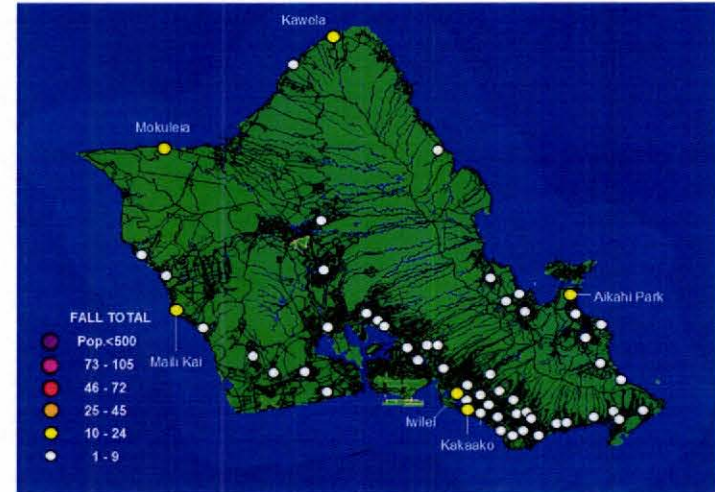 Kawela
Mokuleia
Aikahi Park
FALL TOTAL
Pop.<500
Maili Kai
73 - 105
46 - 72
25 - 45
Iwilei
10 - 24
Kakaako
1 - 9